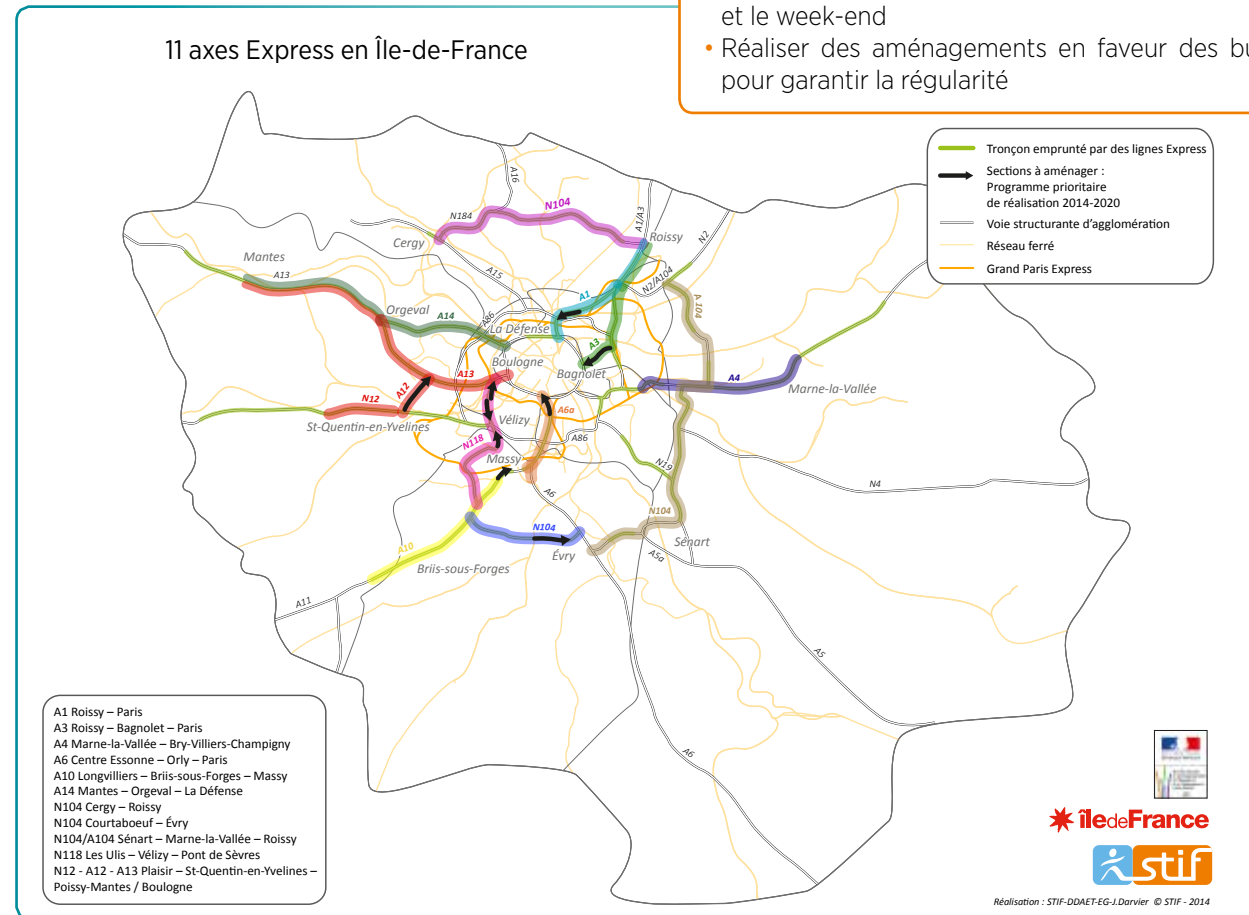 et le week-end
• Réaliser des aménagements en faveur des bu
pour garantir la régularité
11 axes Express en Île-de-France
Tronçon emprunté par des lignes Express
Sections à aménager :
Programme prioritaire
de réalisation 2014-2020
Voie structurante d'agglomération
Réseau ferré
Grand Paris Express
A16
N104
N184
A1/A3
Roissy
N2
Cergy
A15
Mantes
A13
N2/A104
A1
A 104
Orgeval
A14
A86
La Défense
A3
Boulogne
Bagnolet
A13
A12
A4
Marne-la-Vallée
N12
A6a
St-Quentin-en-Yvelines
Vélizy
A86
N118
Massy
N19
N4
A6
N104
N104
Sénart
A10
Évry
A5a
Briis-sous-Forges
A11
A5
A6
A1 Roissy – Paris
A3 Roissy – Bagnolet – Paris
A4 Marne-la-Vallée – Bry-Villiers-Champigny
A6 Centre Essonne – Orly – Paris
A10 Longvilliers – Briis-sous-Forges – Massy
A14 Mantes – Orgeval – La Défense
N104 Cergy – Roissy
N104 Courtaboeuf – Évry
N104/A104 Sénart – Marne-la-Vallée – Roissy
N118 Les Ulis – Vélizy – Pont de Sèvres
N12 - A12 - A13 Plaisir – St-Quentin-en-Yvelines –
Poissy-Mantes / Boulogne
îledeFrance
stif
Réalisation : STIF-DDAET-EG-J.Darvier © STIF - 2014